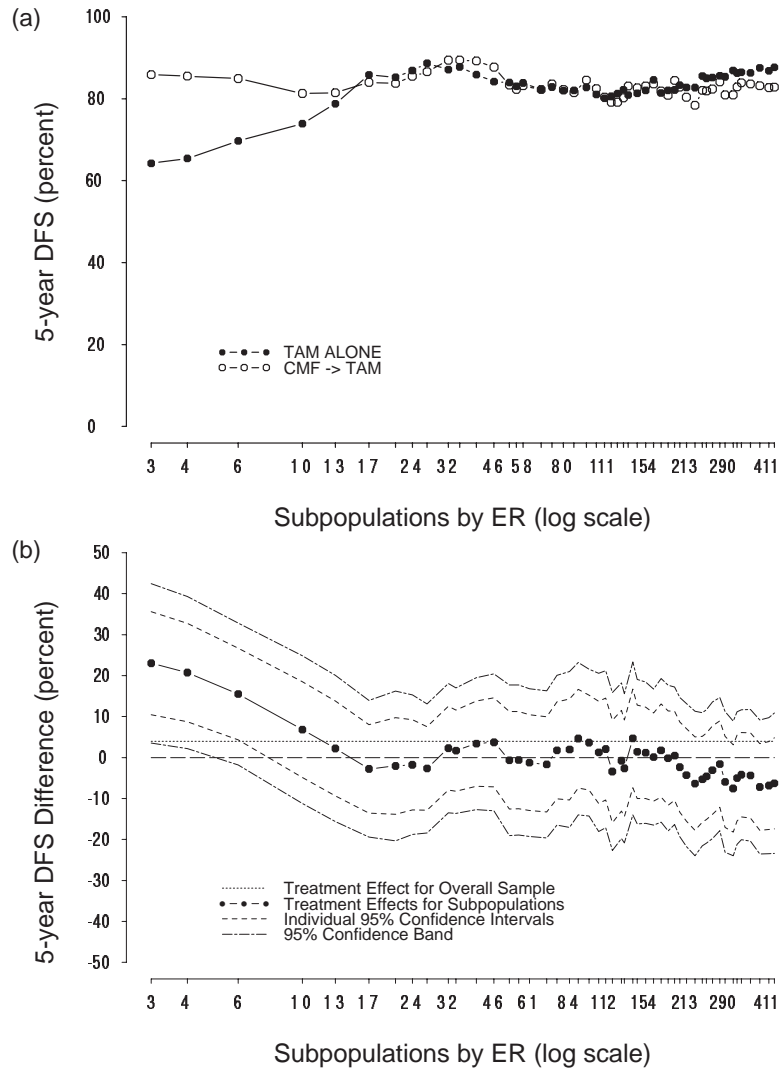 (a)
100
80
60
40
20
0
5-year DFS (percent)
TAM ALONE
CMF -> TAM
3 4 6 10 13 17 24 32 46 58 80 111 154 213 290 411
Subpopulations by ER (log scale)
(b)
50
40
30
20
10
0
-10
-20
-30
-40
-50
5-year DFS Difference (percent)
Treatment Effect for Overall Sample
Treatment Effects for Subpopulations
Individual 95% Confidence Intervals
95% Confidence Band
3 4 6 10 13 17 24 32 46 61 84 112 154 213 290 411
Subpopulations by ER (log scale)